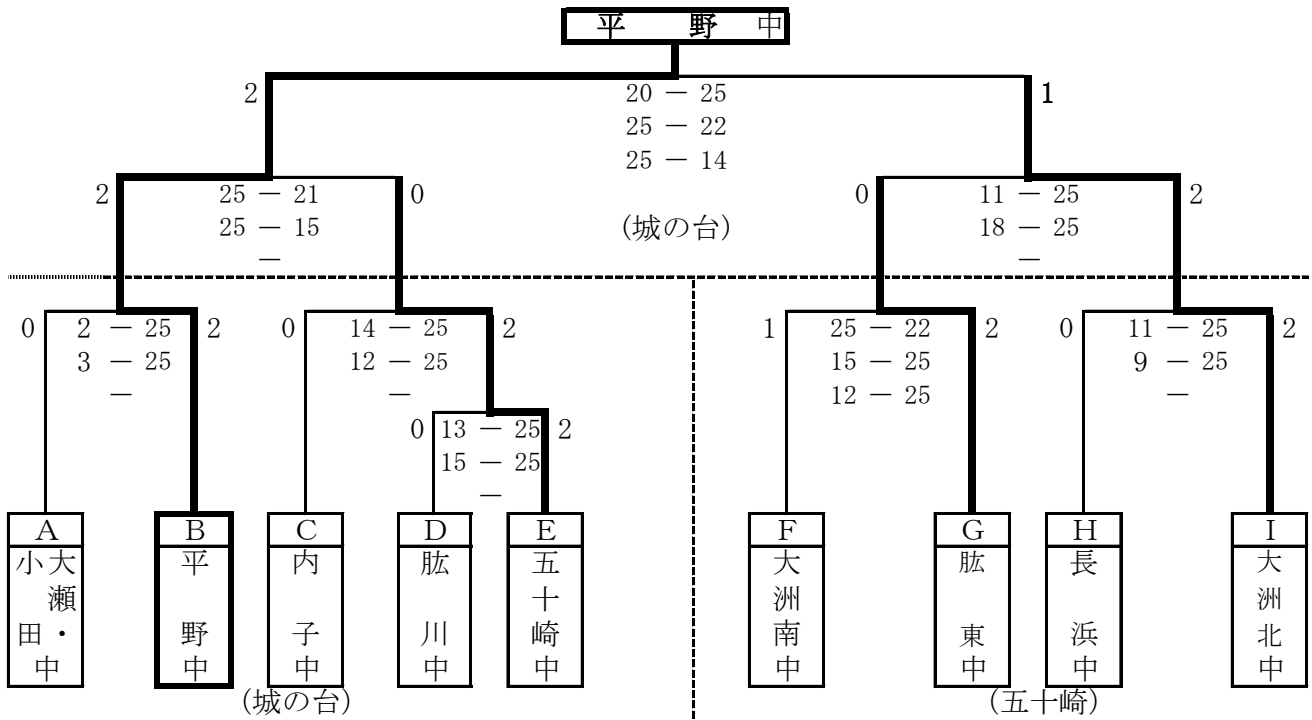 平 野 中
2 1
20 － 25
25 － 22
25 － 14
2 25 － 21 0
25 － 15
－
(城の台)
0 11 － 25 2
18 － 25
－
0 2 － 25 2
3 － 25
－
0 14 － 25 2
12 － 25
－
1 25 － 22 2
15 － 25
12 － 25
0 11 － 25 2
9 － 25
－
0 13 － 25 2
15 － 25
－
A
大瀬・
小田中
B
平野中
C
内子中
D
肱川中
E
五十崎中
F
大洲南中
G
肱東中
H
長浜中
I
大洲北中
(城の台)
(五十崎)